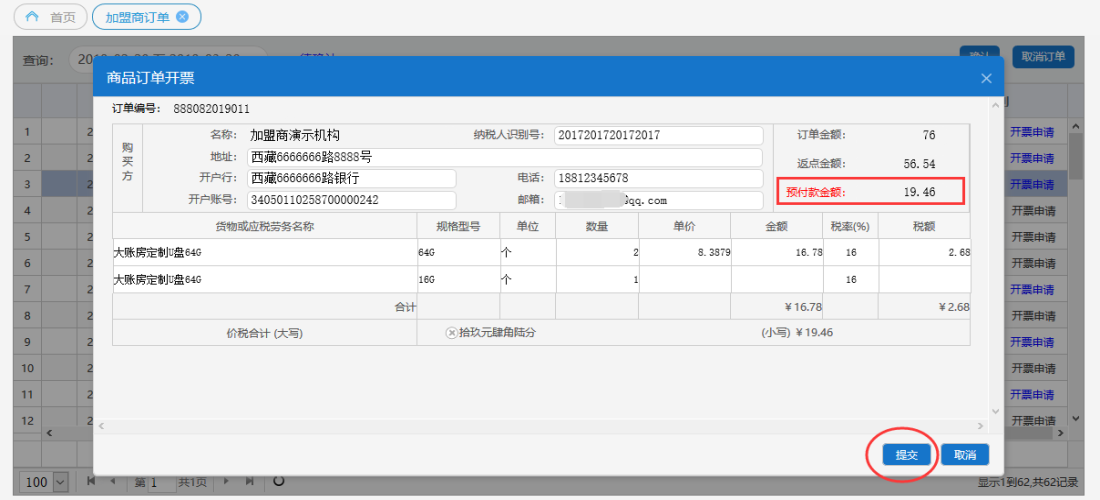 首页 加盟商订单
查询: 取消订单
商品订单开票
订单编号: 888082019011
购买方
名称: 加盟商演示机构 纳税人识别号: 2017201720172017 订单金额: 76
地址: 西藏6666666路8888号 返点金额: 56.54
开户行: 西藏6666666路银行 电话: 18812345678 预付款金额: 19.46
开户账号: 34050110258700000242 邮箱: qq.com
货物或应税劳务名称 规格型号 单位 数量 单价 金额 税率(%) 税额
大账房定制U盘64G 64G 个 2 8.3879 16.78 16 2.68
大账房定制U盘64G 16G 个 1 16
合计 ¥16.78 ¥2.68
价税合计 (大写) ⓧ拾玖元肆角陆分 (小写) ¥19.46
提交 取消
1 2 开票申请
2 2 开票申请
3 2 开票申请
4 2 开票申请
5 2 开票申请
6 2 开票申请
7 2 开票申请
8 2 开票申请
9 2 开票申请
10 2 开票申请
11 2 开票申请
12 2 开票申请
100 第 1 共1页 显示1到62,共62记录